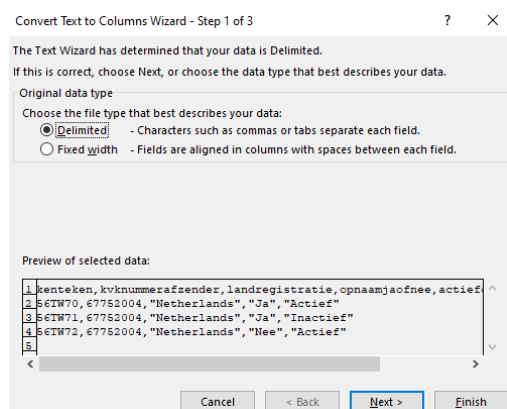 Convert Text to Columns Wizard - Step 1 of 3 ? ×
The Text Wizard has determined that your data is Delimited.
If this is correct, choose Next, or choose the data type that best describes your data.
Original data type
Choose the file type that best describes your data:
Delimited - Characters such as commas or tabs separate each field.
Fixed width - Fields are aligned in columns with spaces between each field.
Preview of selected data:
1 kenteken,kvknummerafzender,landregistratie,opnaamjaofnee,actief
2 56TW70,67752004,"Netherlands","Ja","Actief"
3 56TW71,67752004,"Netherlands","Ja","Inactief"
4 56TW72,67752004,"Netherlands","Nee","Actief"
5
Cancel < Back Next > Finish